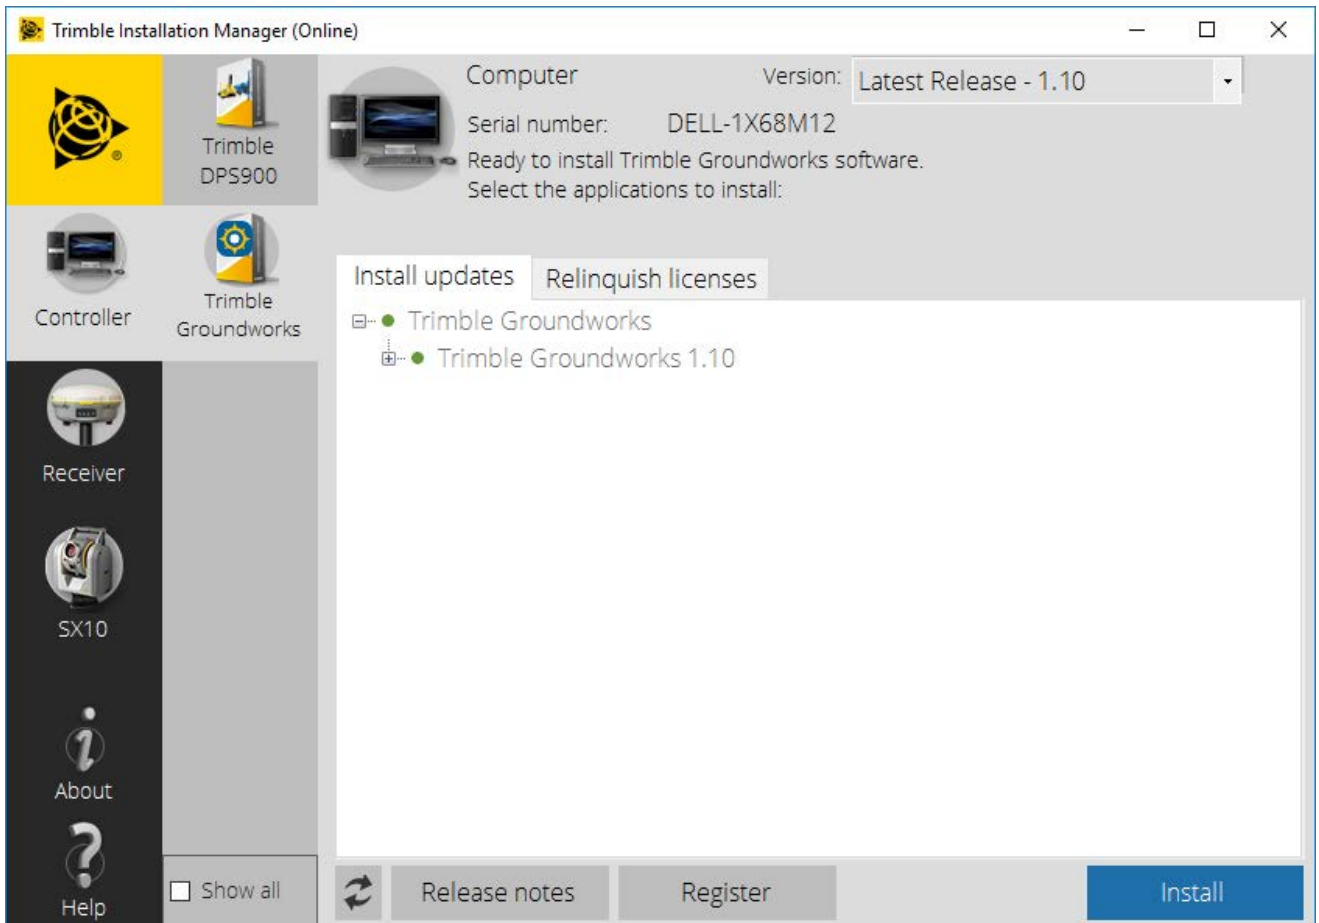 Trimble Installation Manager (Online)
Trimble
DPS900
Controller
Trimble
Groundworks
Receiver
SX10
About
Help
Show all
Computer
Version:
Latest Release - 1.10
Serial number:
DELL-1X68M12
Ready to install Trimble Groundworks software.
Select the applications to install:
Install updates
Relinquish licenses
Trimble Groundworks
Trimble Groundworks 1.10
Release notes
Register
Install